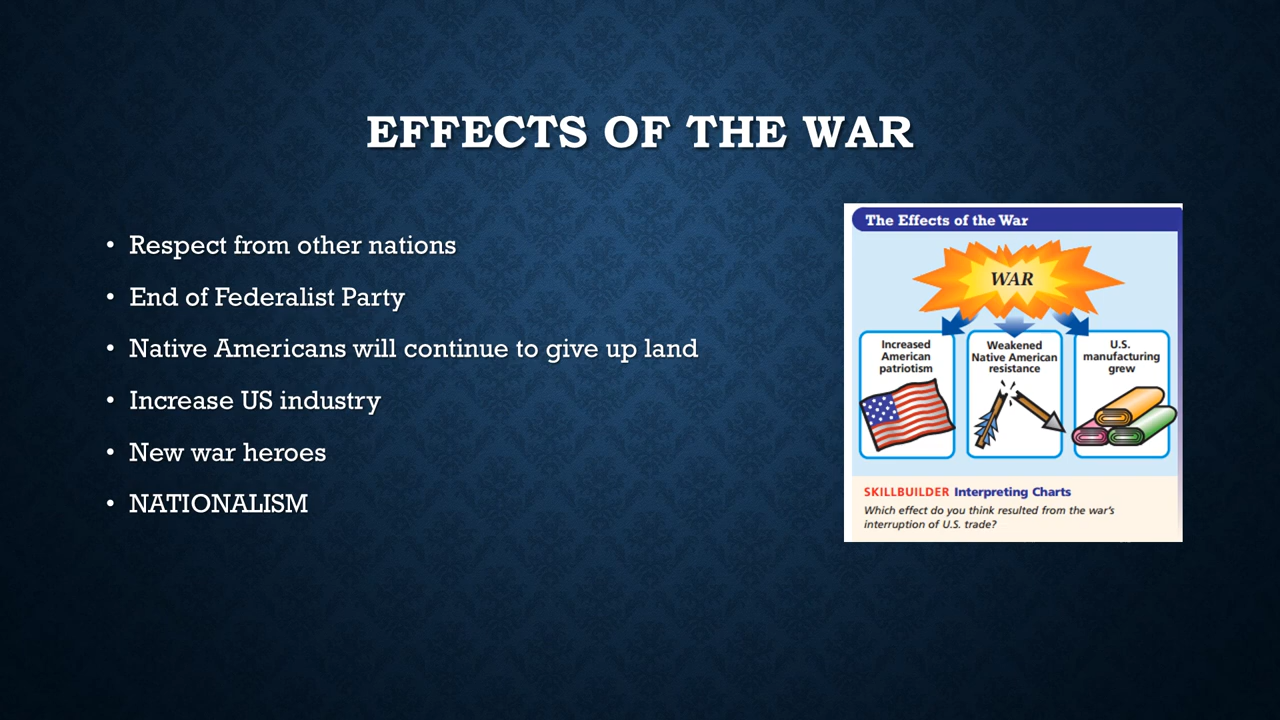 EFFECTS OF THE WAR
• Respect from other nations
• End of Federalist Party
• Native Americans will continue to give up land
• Increase US industry
• New war heroes
• NATIONALISM
The Effects of the War
WAR
Increased
American
patriotism
Weakened
Native American
resistance
U.S.
manufacturing
grew
SKILLBUILDER Interpreting Charts
Which effect do you think resulted from the war's
interruption of U.S. trade?